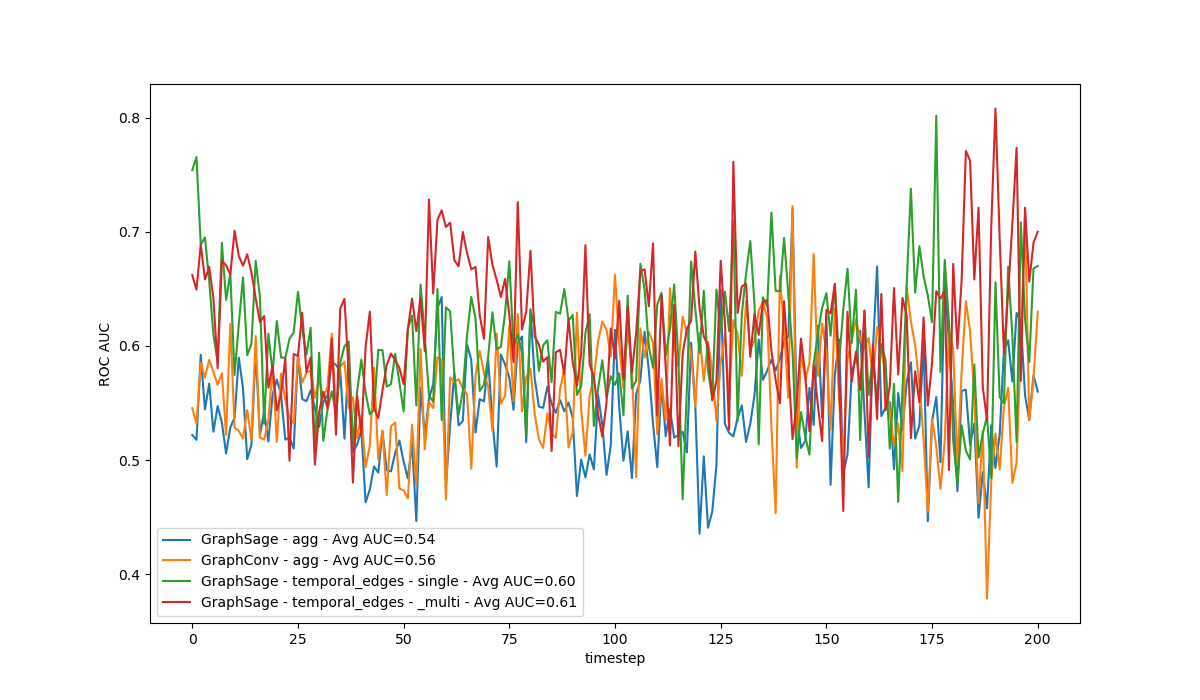 0.8
0.7
0.6
0.5
0.4
ROC AUC
GraphSage - agg - Avg AUC=0.54
GraphConv - agg - Avg AUC=0.56
GraphSage - temporal_edges - single - Avg AUC=0.60
GraphSage - temporal_edges - _multi - Avg AUC=0.61
0 25 50 75 100 125 150 175 200
timestep